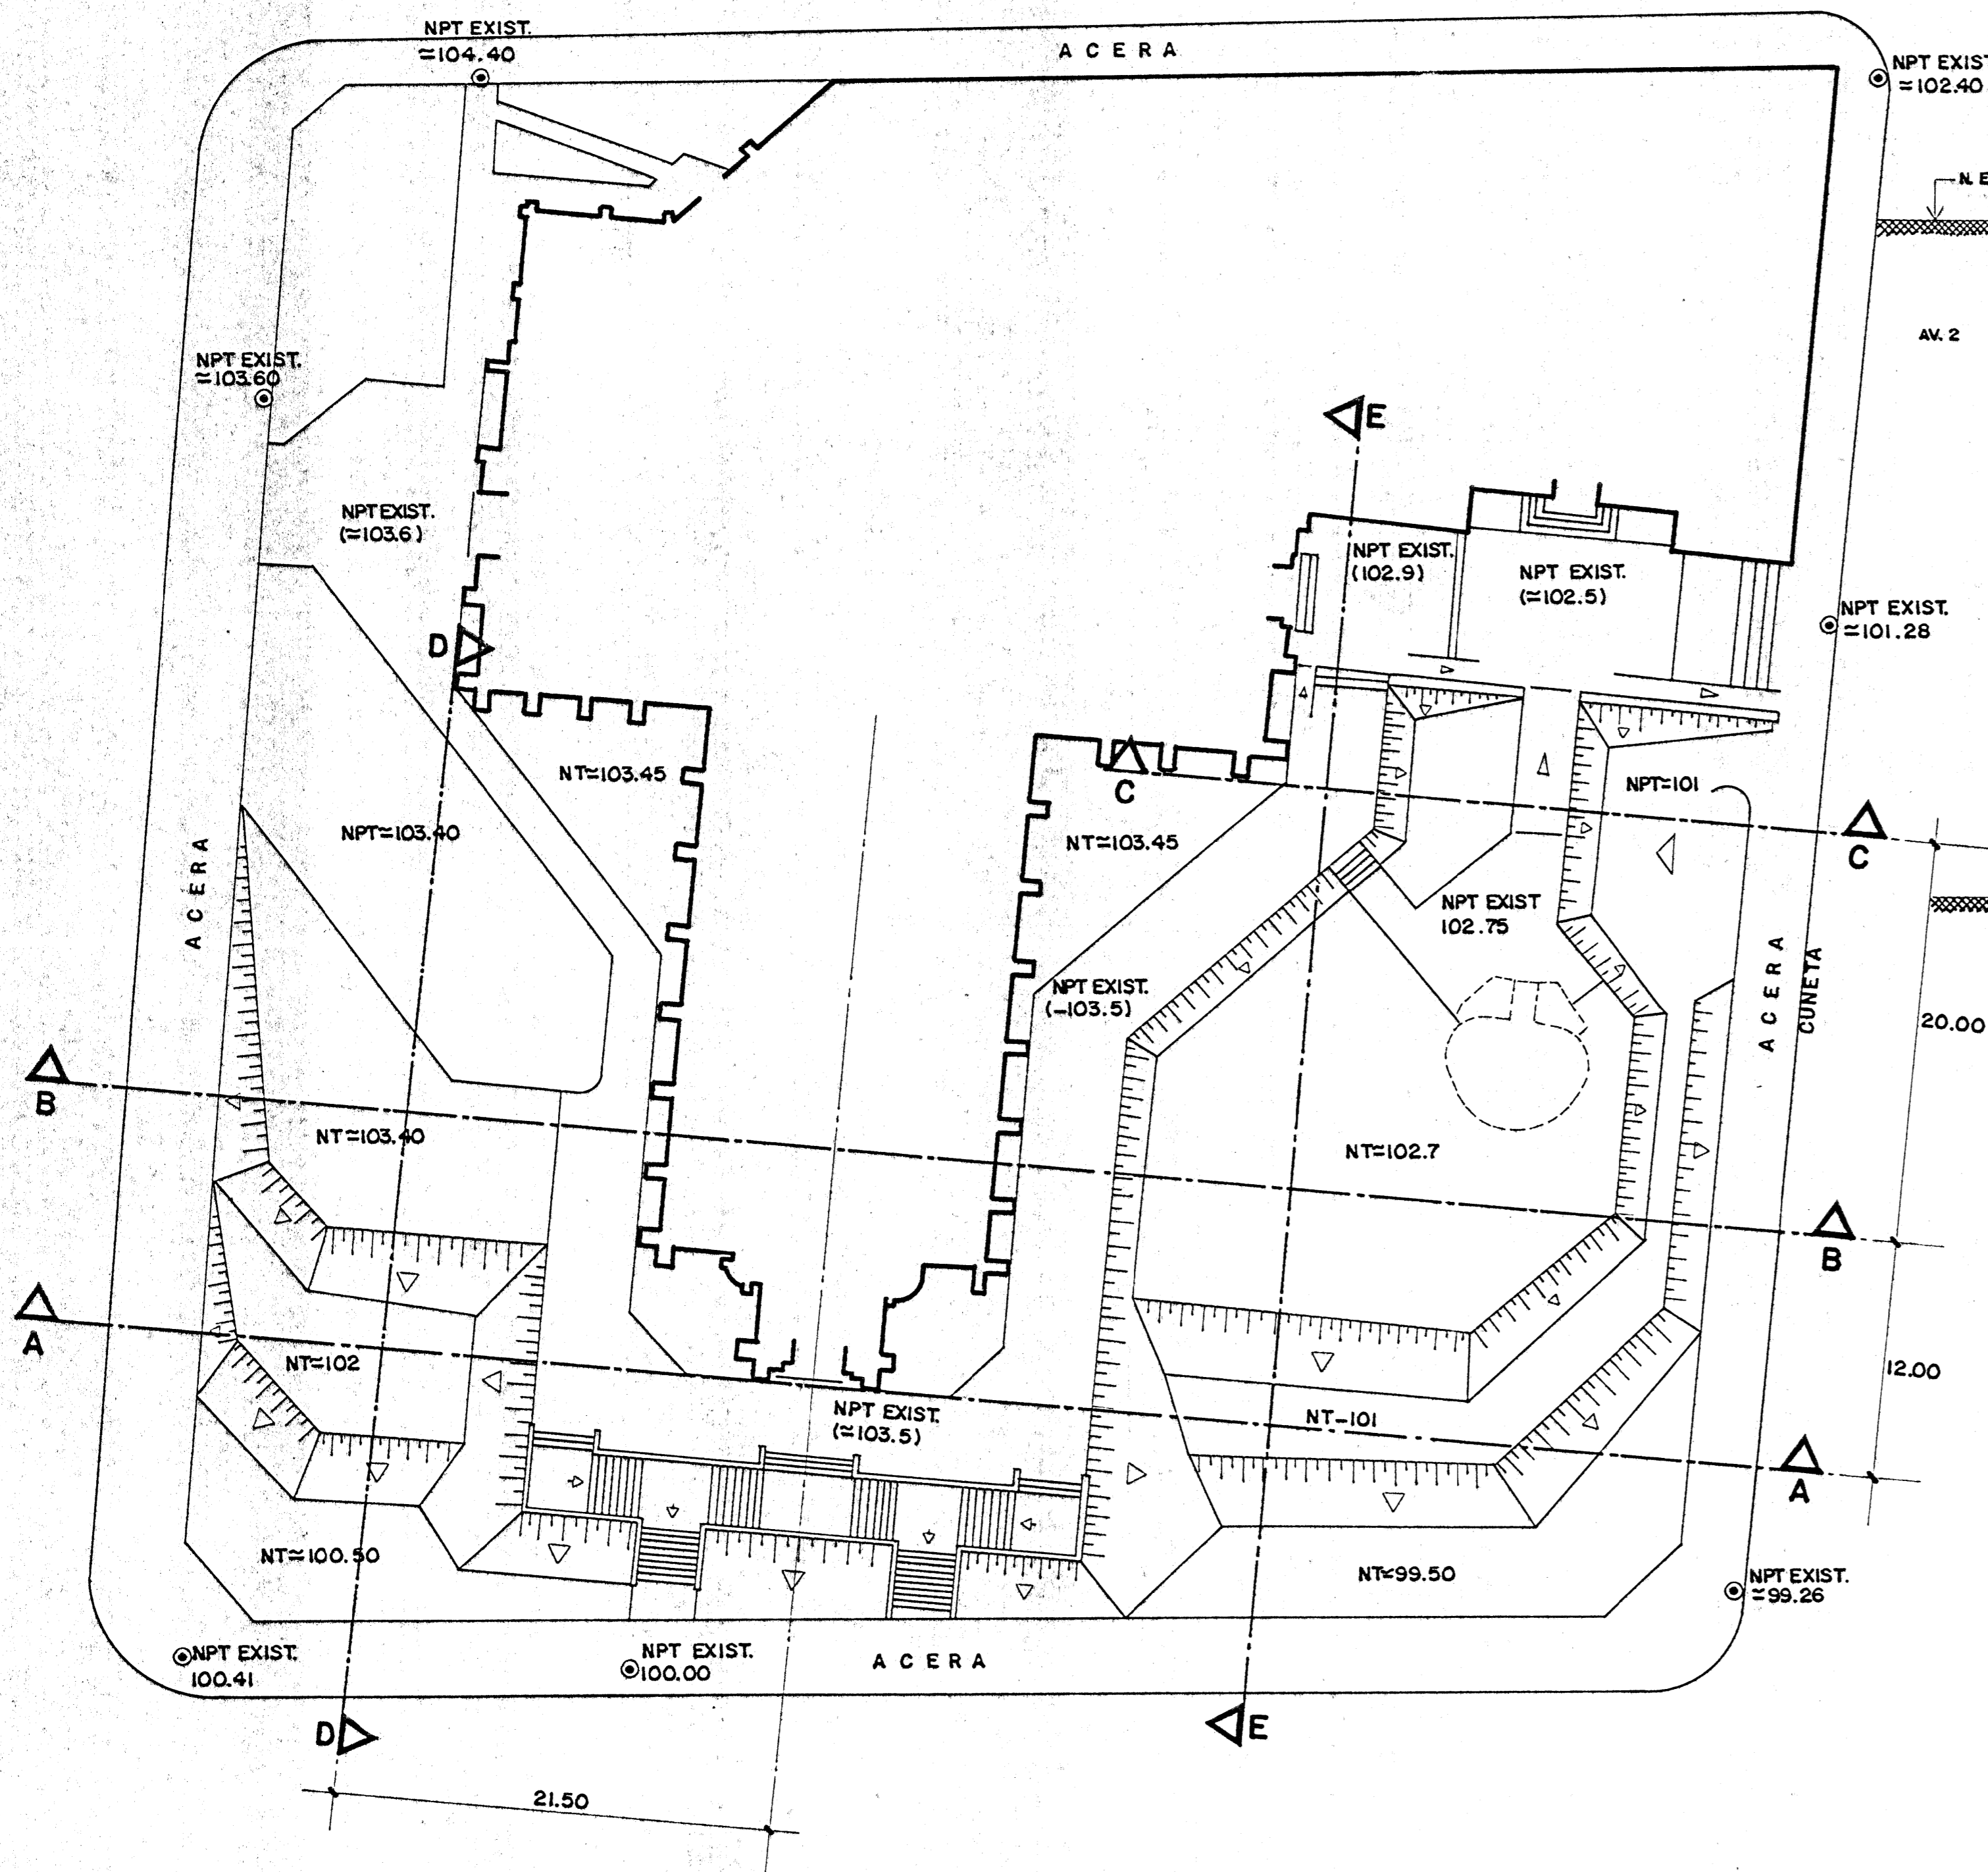 NPT EXIST.
≃104.40
A C E R A
NPT EXIST
≃102.40
N. E
AV. 2
NPT EXIST.
≃103.60
E
NPT EXIST.
(≃103.6)
NPT EXIST.
(102.9)
NPT EXIST.
(≃102.5)
NPT EXIST.
≃101.28
D
NT≃103.45
C
NPT≃101
NPT≃103.40
NT≃103.45
C
A C E R A
NPT EXIST
102.75
NPT EXIST.
(-103.5)
A C E R A
CUNETA
20.00
B
NT≃103.40
NT≃102.7
B
A
NT≃102
12.00
NPT EXIST.
(≃103.5)
NT-101
A
NT≃100.50
NT≃99.50
NPT EXIST.
≃99.26
NPT EXIST.
100.41
NPT EXIST.
100.00
A C E R A
D
E
21.50